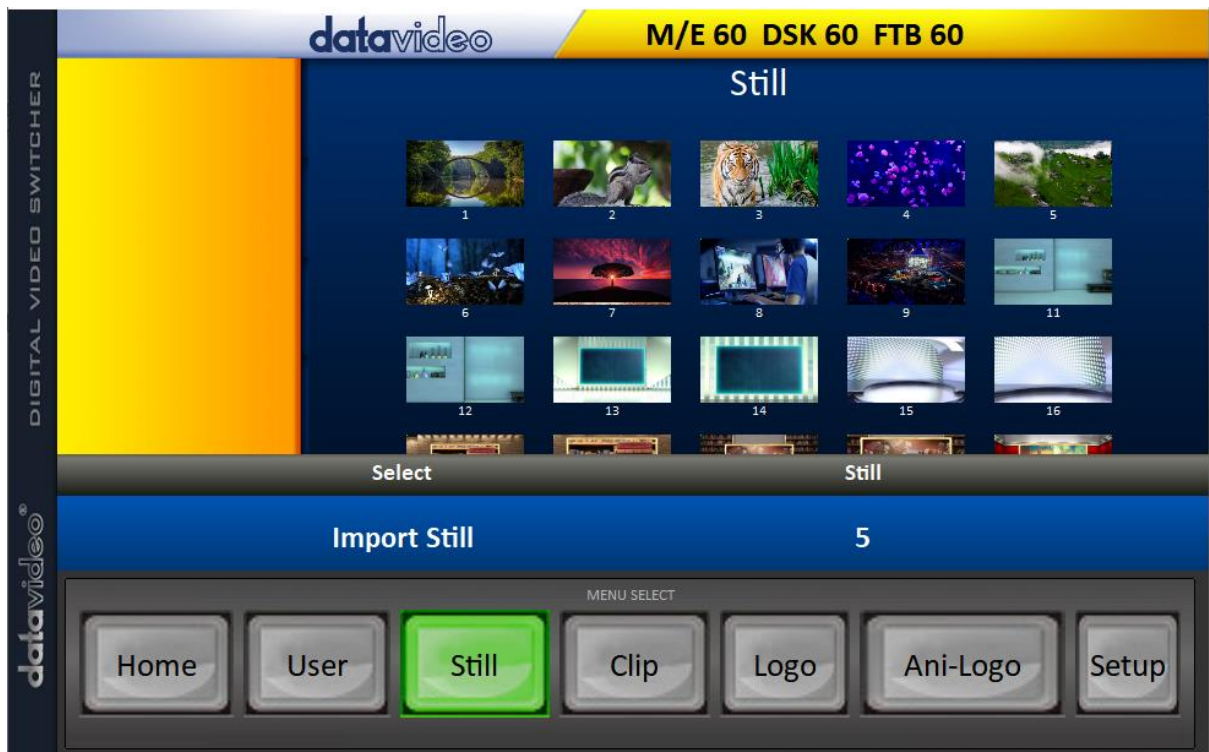 datavideo
M/E 60 DSK 60 FTB 60
DIGITAL VIDEO SWITCHER
datavideo®
Still
1 2 3 4 5
6 7 8 9 11
12 13 14 15 16
Select Still
Import Still 5
MENU SELECT
Home User Still Clip Logo Ani-Logo Setup